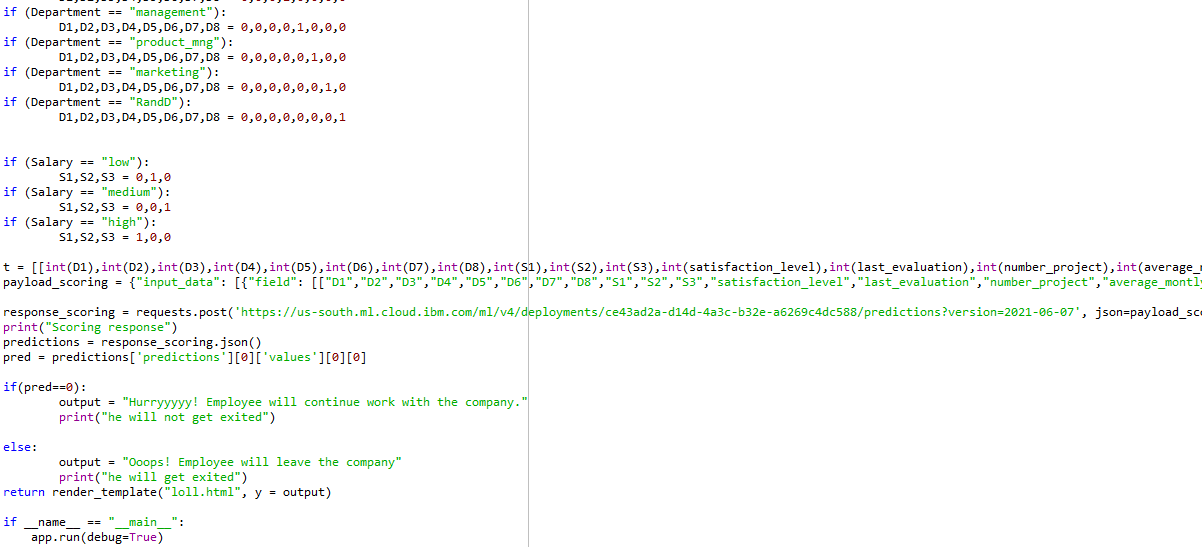 if (Department == "management"):
D1,D2,D3,D4,D5,D6,D7,D8 = 0,0,0,0,1,0,0,0
if (Department == "product_mng"):
D1,D2,D3,D4,D5,D6,D7,D8 = 0,0,0,0,0,1,0,0
if (Department == "marketing"):
D1,D2,D3,D4,D5,D6,D7,D8 = 0,0,0,0,0,0,1,0
if (Department == "RandD"):
D1,D2,D3,D4,D5,D6,D7,D8 = 0,0,0,0,0,0,0,1
if (Salary == "low"):
S1,S2,S3 = 0,1,0
if (Salary == "medium"):
S1,S2,S3 = 0,0,1
if (Salary == "high"):
S1,S2,S3 = 1,0,0
t = [[int(D1),int(D2),int(D3),int(D4),int(D5),int(D6),int(D7),int(D8),int(S1),int(S2),int(S3),int(satisfaction_level),int(last_evaluation),int(number_project),int(average_m
payload_scoring = {"input_data": [{"field": [["D1","D2","D3","D4","D5","D6","D7","D8","S1","S2","S3","satisfaction_level","last_evaluation","number_project","average_montly
response_scoring = requests.post('https://us-south.ml.cloud.ibm.com/ml/v4/deployments/ce43ad2a-d14d-4a3c-b32e-a6269c4dc588/predictions?version=2021-06-07', json=payload_sco
print("Scoring response")
predictions = response_scoring.json()
pred = predictions['predictions'][0]['values'][0][0]
if(pred==0):
output = "Hurryyyyy! Employee will continue work with the company."
print("he will not get exited")
else:
output = "Ooops! Employee will leave the company"
print("he will get exited")
return render_template("loll.html", y = output)
if __name__ == "__main__":
app.run(debug=True)